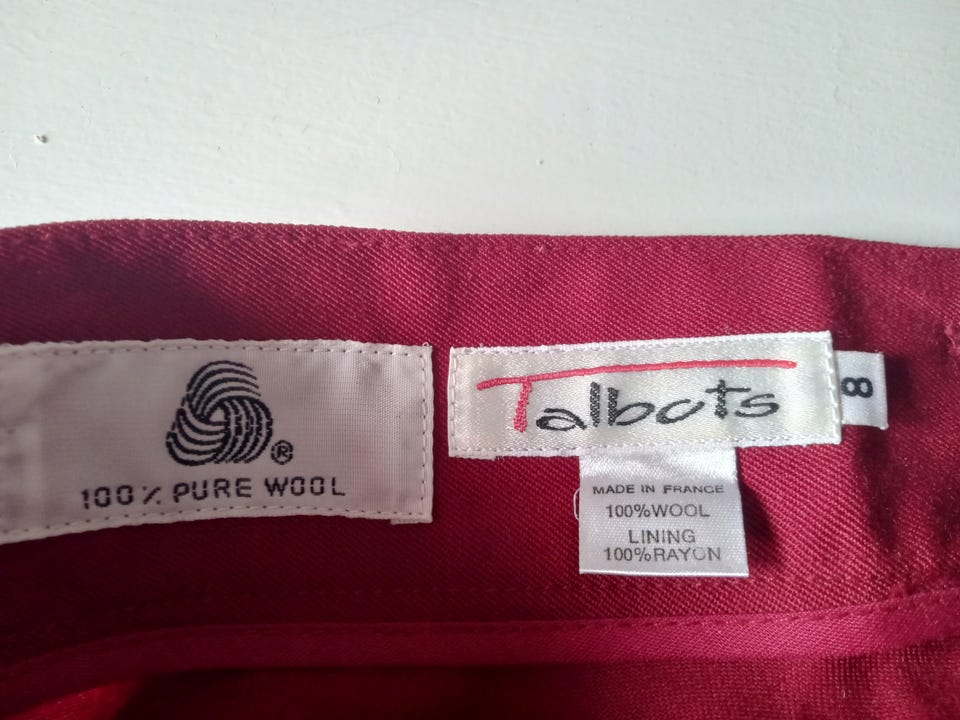 ®
100% PURE WOOL
Talbots
8
MADE IN FRANCE
100%WOOL
LINING
100%RAYON